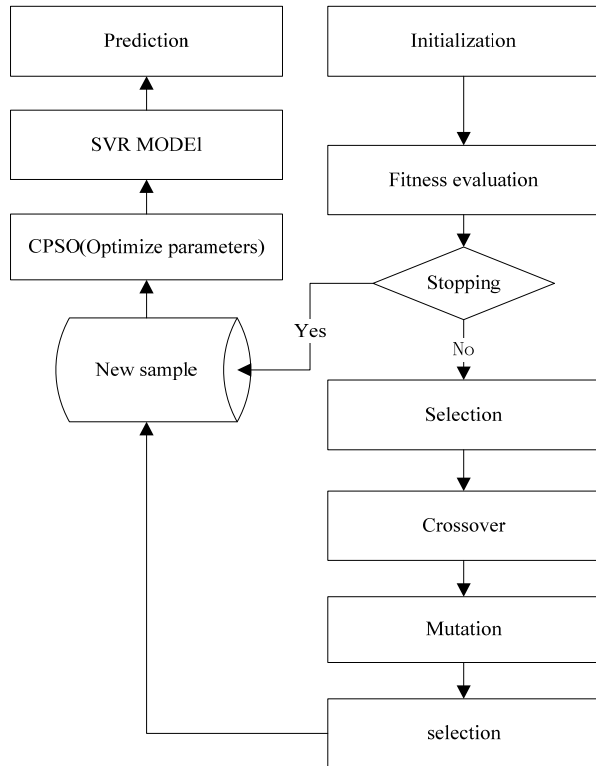 Prediction
Initialization
SVR MODEl
Fitness evaluation
CPSO(Optimize parameters)
Stopping
Yes
No
New sample
Selection
Crossover
Mutation
selection